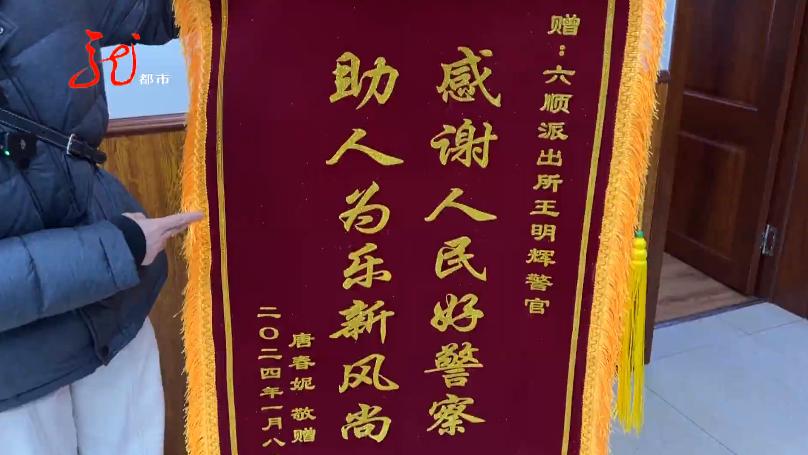 赠：六顺派出所王明辉警官
感谢人民好警察
助人为乐新风尚
唐春妮 敬赠
二〇二四年一月八
龙都市